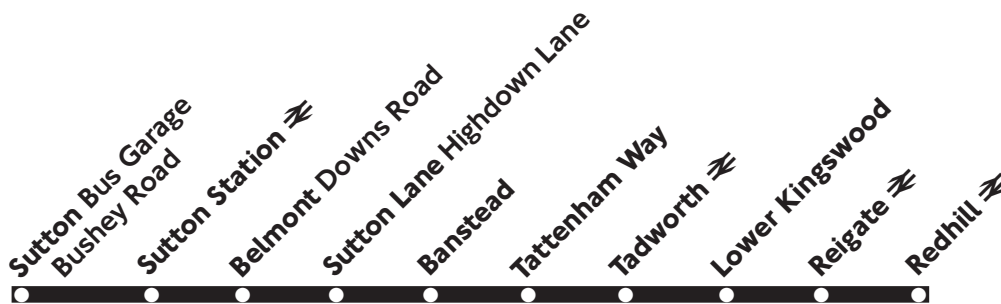 Sutton Bus Garage
Bushey Road
Sutton Station
Belmont Downs Road
Sutton Lane Highdown Lane
Banstead
Tattenham Way
Tadworth
Lower Kingswood
Reigate
Redhill